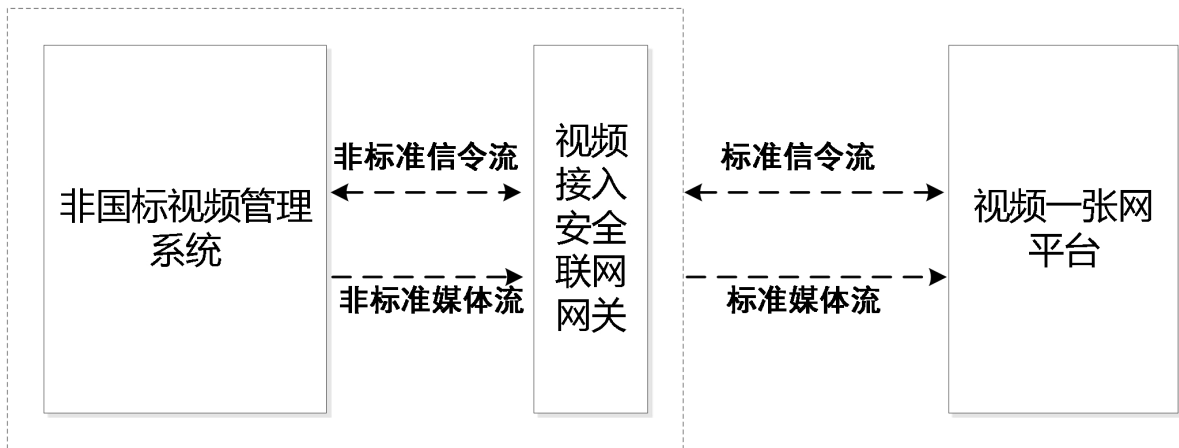 非国标视频管理
系统
非标准信令流
非标准媒体流
视频
接入
安全
联网
网关
标准信令流
标准媒体流
视频一张网
平台